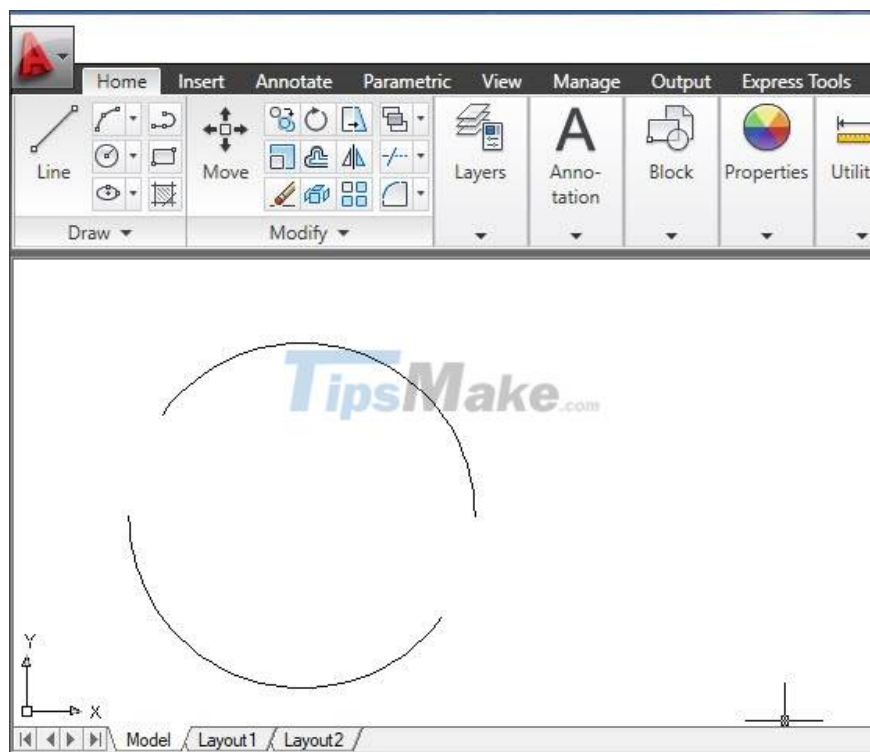 Home Insert Annotate Parametric View Manage Output Express Tools
Line Move Layers Anno- Block Properties
tation
Draw Modify
TipsMake.com
Y
X
Model Layout1 Layout2